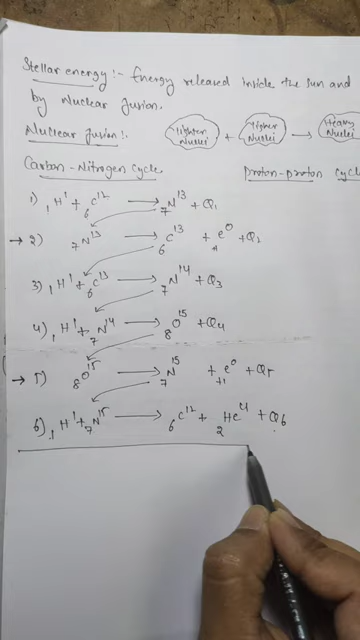 Stellar energy :- Energy released inside the sun and
by Nuclear fusion.
Nuclear fusion :- Lighter Nuclei + Lighter Nuclei → Heavy Nuclei
Carbon-Nitrogen cycle Proton-proton cycl
1) ₁H¹ + ₆C¹² → ₇N¹³ + Q₁
→ 2) ₇N¹³ → ₆C¹³ + ₊₁e⁰ + Q₂
3) ₁H¹ + ₆C¹³ → ₇N¹⁴ + Q₃
4) ₁H¹ + ₇N¹⁴ → ₈O¹⁵ + Q₄
→ 5) ₈O¹⁵ → ₇N¹⁵ + ₊₁e⁰ + Q₅
6) ₁H¹ + ₇N¹⁵ → ₆C¹² + ₂He⁴ + Q₆